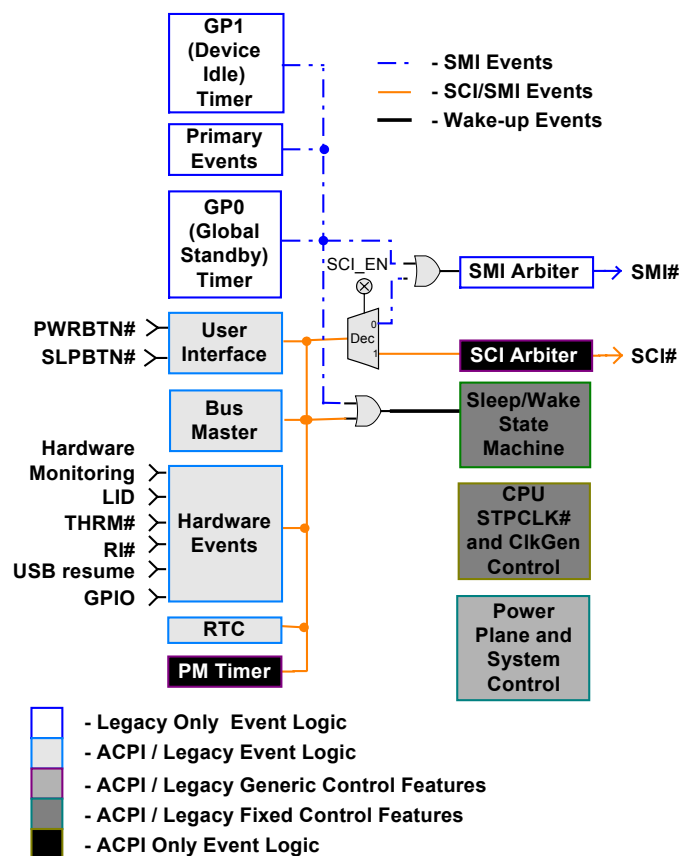 GP1
(Device
Idle)
Timer
- SMI Events
- SCI/SMI Events
- Wake-up Events
Primary
Events
GP0
(Global
Standby)
Timer
SCI_EN
SMI Arbiter
SMI#
PWRBTN#
SLPBTN#
User
Interface
0
Dec
1
SCI Arbiter
SCI#
Bus
Master
Sleep/Wake
State
Machine
Hardware
Monitoring
LID
THRM#
RI#
USB resume
GPIO
Hardware
Events
CPU
STPCLK#
and ClkGen
Control
RTC
PM Timer
Power
Plane and
System
Control
- Legacy Only Event Logic
- ACPI / Legacy Event Logic
- ACPI / Legacy Generic Control Features
- ACPI / Legacy Fixed Control Features
- ACPI Only Event Logic